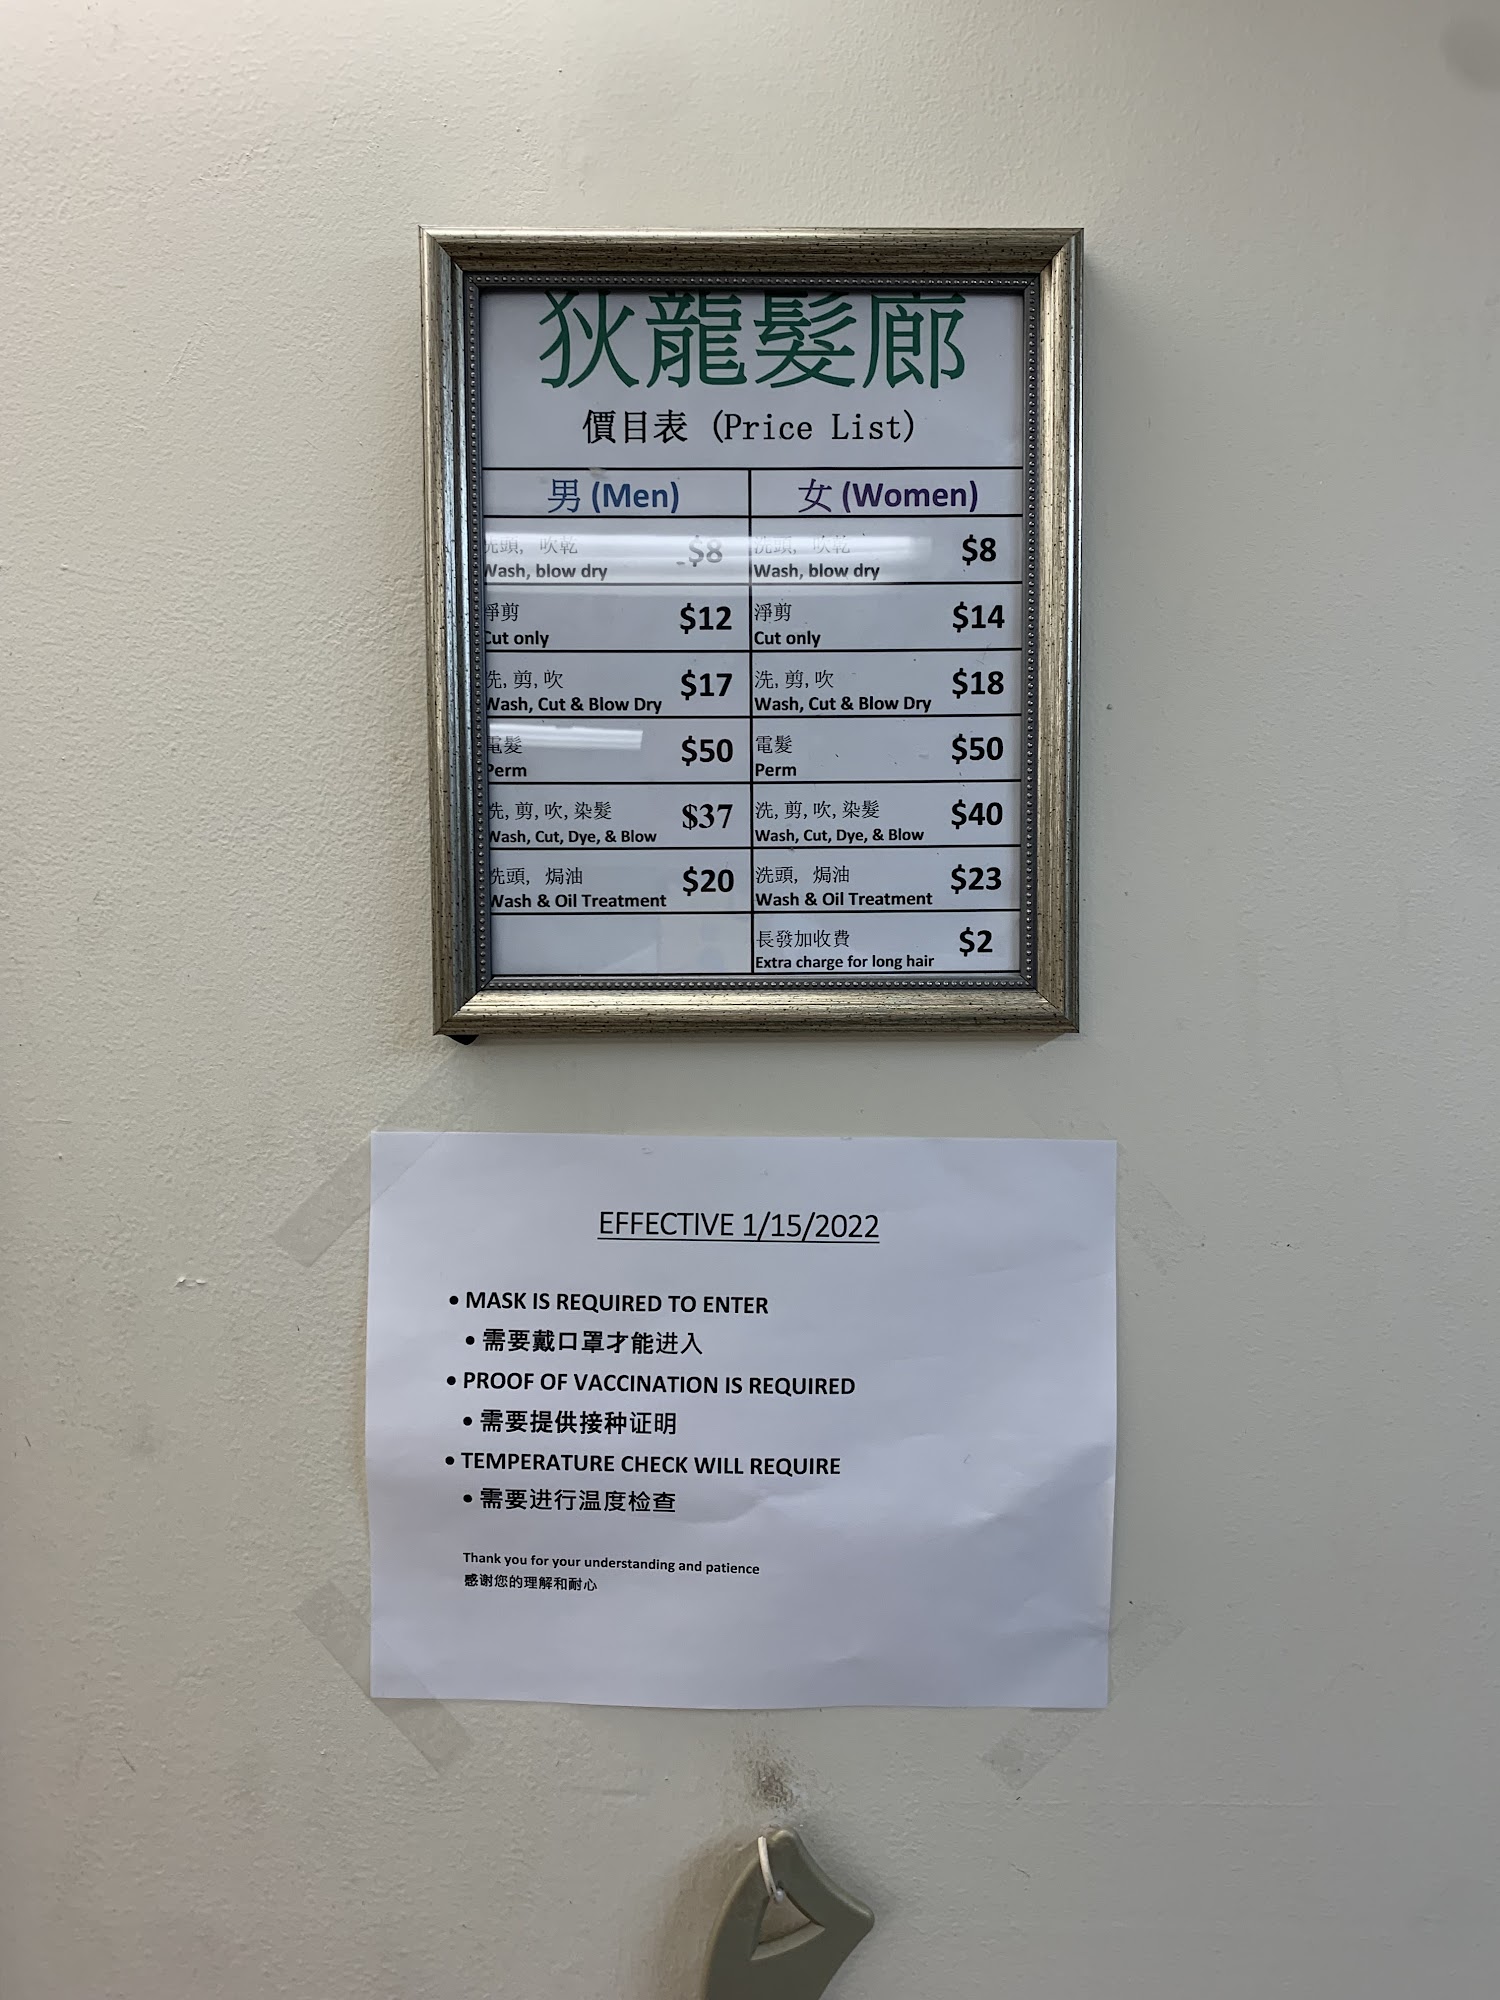 狄龍髮廊
價目表 (Price List)
男 (Men)
女 (Women)
洗頭, 吹乾 $8
Wash, blow dry
洗頭, 吹乾 $8
Wash, blow dry
淨剪 $12
Cut only
淨剪 $14
Cut only
洗, 剪, 吹 $17
Wash, Cut & Blow Dry
洗, 剪, 吹 $18
Wash, Cut & Blow Dry
電髮 $50
Perm
電髮 $50
Perm
洗, 剪, 吹, 染髮 $37
Wash, Cut, Dye, & Blow
洗, 剪, 吹, 染髮 $40
Wash, Cut, Dye, & Blow
洗頭, 焗油 $20
Wash & Oil Treatment
洗頭, 焗油 $23
Wash & Oil Treatment
長發加收費 $2
Extra charge for long hair
EFFECTIVE 1/15/2022
• MASK IS REQUIRED TO ENTER
• 需要戴口罩才能进入
• PROOF OF VACCINATION IS REQUIRED
• 需要提供接种证明
• TEMPERATURE CHECK WILL REQUIRE
• 需要进行温度检查
Thank you for your understanding and patience
感谢您的理解和耐心